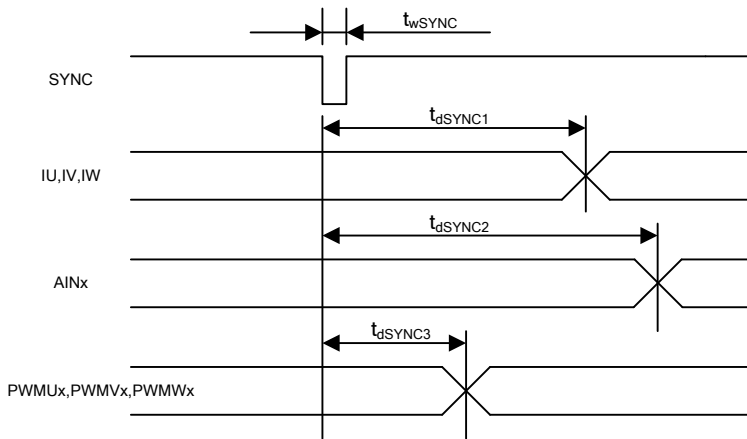 twSYNC
SYNC
tdSYNC1
IU,IV,IW
tdSYNC2
AINx
tdSYNC3
PWMUx,PWMVx,PWMWx